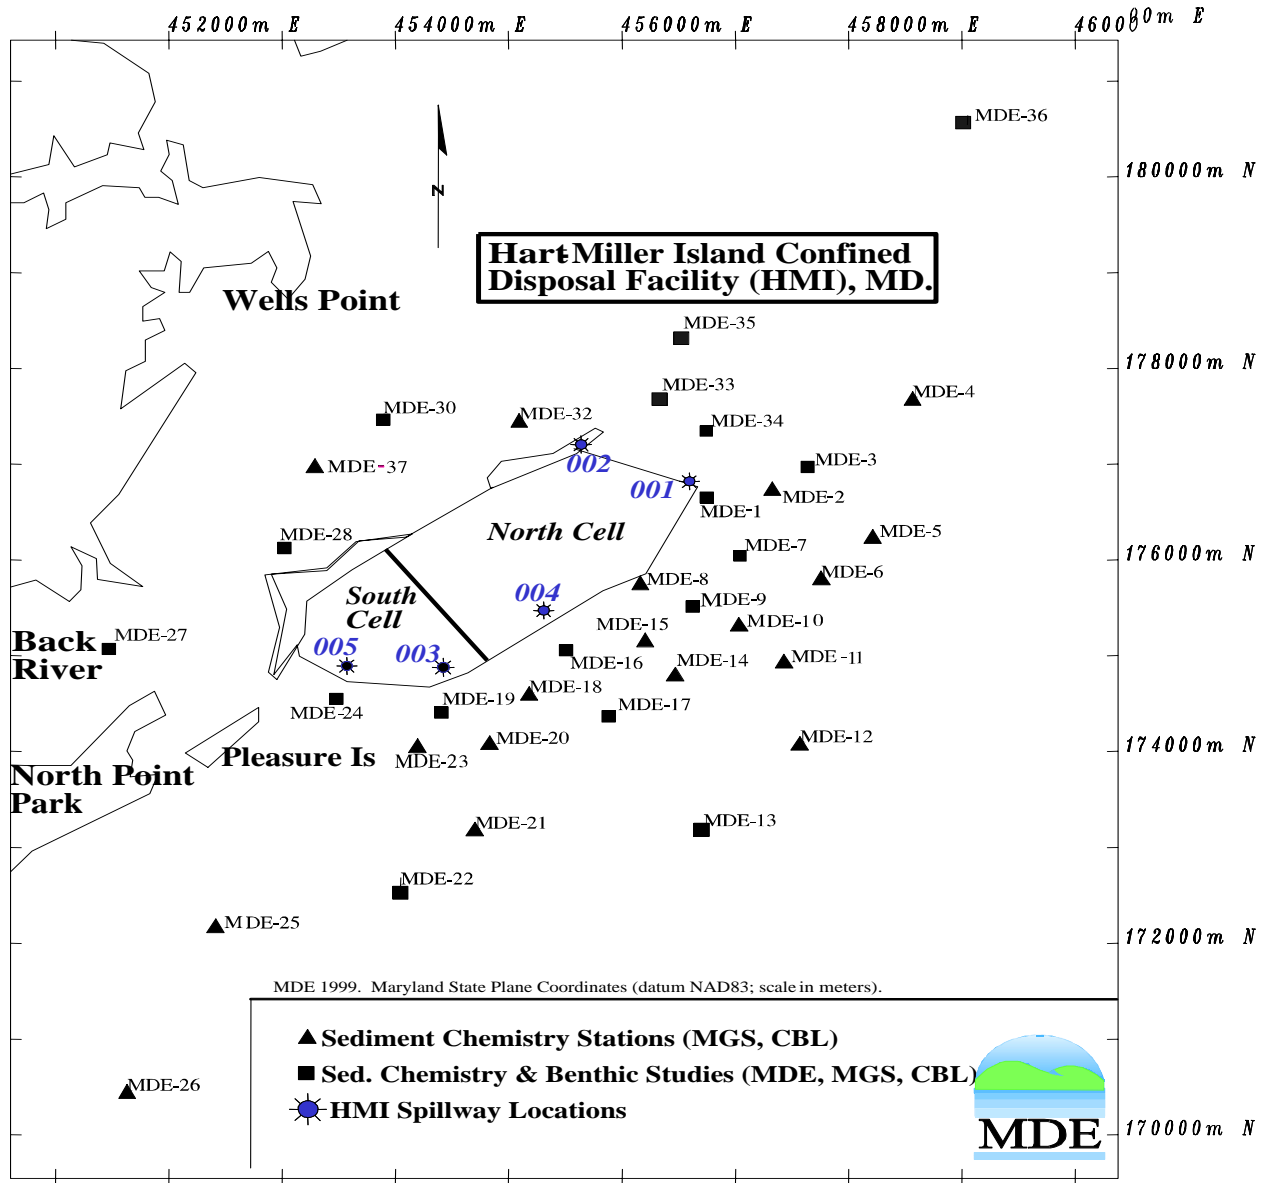 452000m E
454000m E
456000m E
458000m E
46000
00m E
MDE-36
180000m N
z
Hart-Miller Island Confined
Disposal Facility (HMI), MD.
Wells Point
MDE-35
178000m N
MDE-33
MDE-4
MDE-30
MDE-32
MDE-34
MDE-37
002
MDE-3
001
MDE-2
MDE-1
MDE-28
North Cell
MDE-5
MDE-7
176000m N
MDE-6
MDE-8
South
Cell
004
MDE-9
MDE-10
MDE-15
MDE-27
Back
River
005
003
MDE-16
MDE-14
MDE-11
MDE-18
MDE-24
MDE-19
MDE-17
MDE-20
MDE-12
174000m N
Pleasure Is
MDE-23
North Point
Park
MDE-21
MDE-13
MDE-22
MDE-25
172000m N
MDE 1999. Maryland State Plane Coordinates (datum NAD83; scale in meters).
Sediment Chemistry Stations (MGS, CBL)
Sed. Chemistry & Benthic Studies (MDE, MGS, CBL)
MDE-26
HMI Spillway Locations
MDE
170000m N